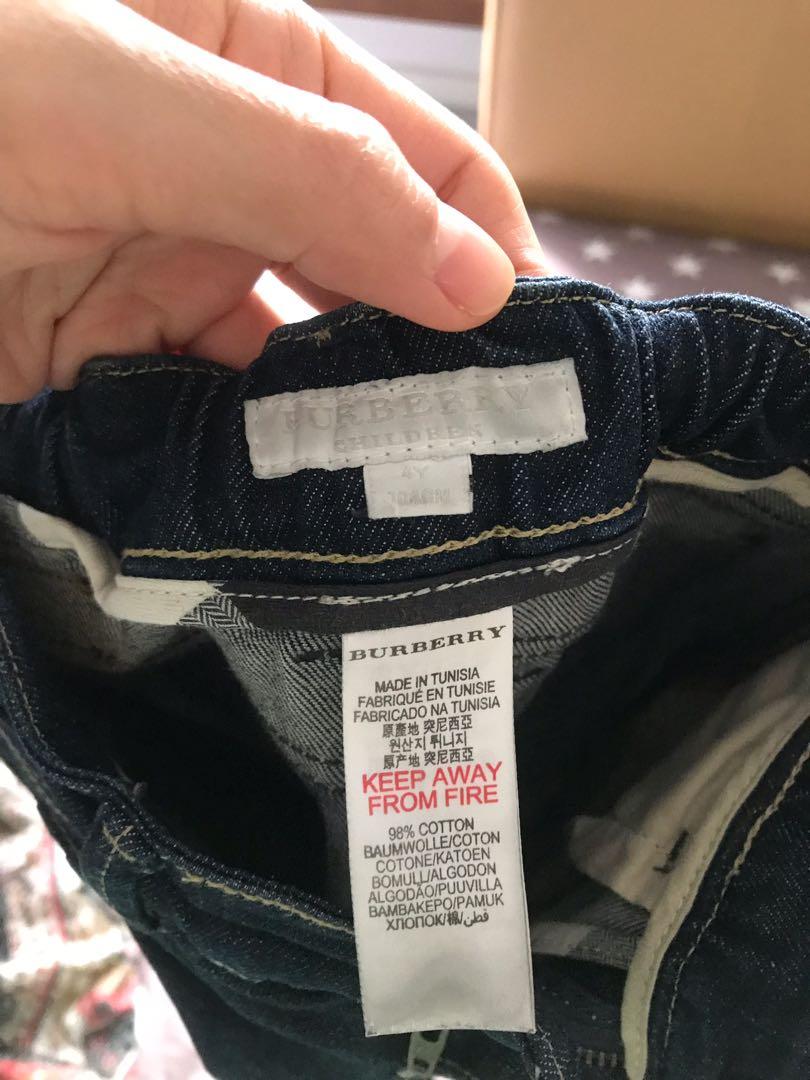 BURBERRY
CHILDREN
4Y
104CM
BURBERRY
MADE IN TUNISIA
FABRIQUÉ EN TUNISIE
FABRICADO NA TUNISIA
原產地 突尼西亞
원산지 튀니지
原产地 突尼西亚
KEEP AWAY
FROM FIRE
98% COTTON
BAUMWOLLE/COTON
COTONE/KATOEN
BOMULL/ALGODON
ALGODÃO/PUUVILLA
BAMBAKEPO/PAMUK
ХЛОПОК/棉/قطن